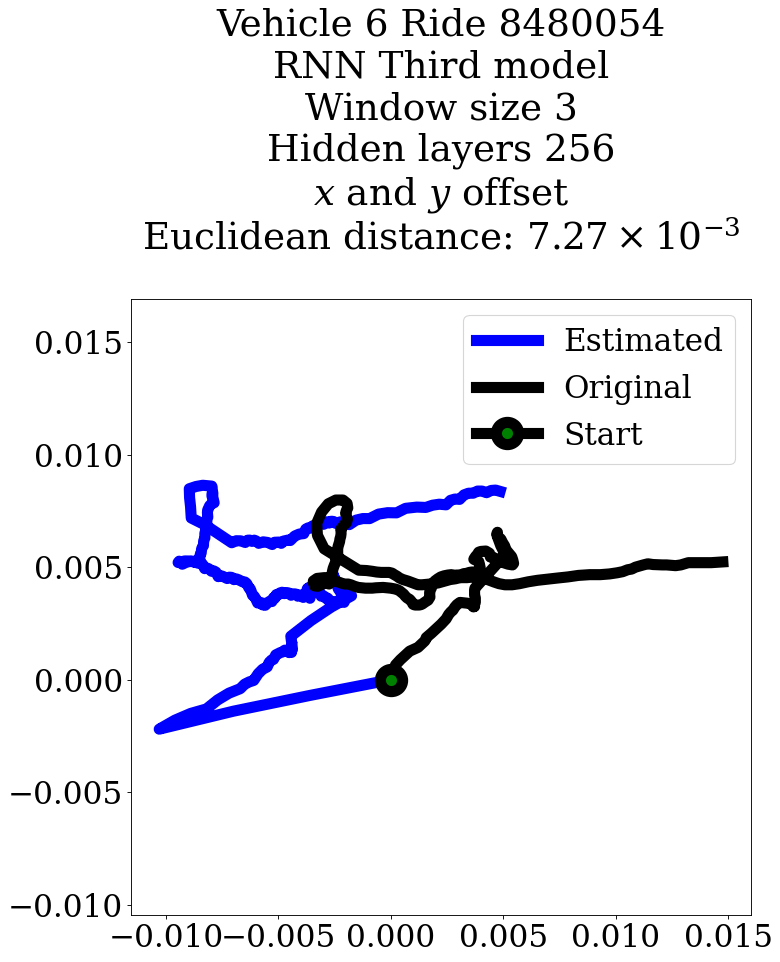 Vehicle 6 Ride 8480054
RNN Third model
Window size 3
Hidden layers 256
x and y offset
Euclidean distance: 7.27 × 10⁻³
Estimated
Original
Start
0.015
0.010
0.005
0.000
−0.005
−0.010
−0.010 −0.005 0.000 0.005 0.010 0.015